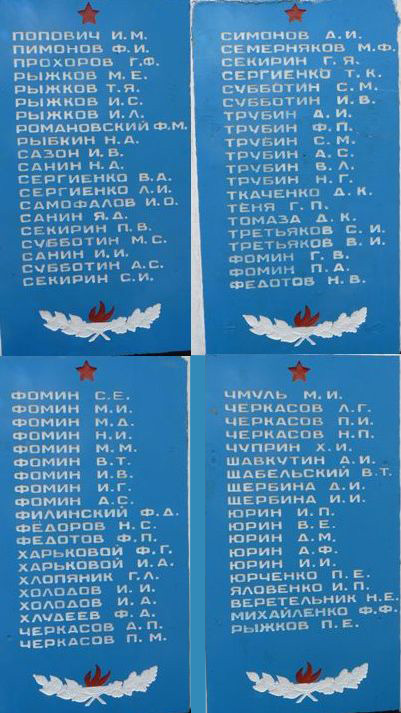 ПОПОВИЧ И.М.
ПИМОНОВ Ф.И.
ПРОХОРОВ Г.Ф.
РЫЖКОВ М.Е.
РЫЖКОВ Т.Я.
РЫЖКОВ И.С.
РЫЖКОВ И.Л.
РОМАНОВСКИЙ Ф.М.
РЫБКИН Н.А.
САЗОН И.В.
САНИН Н.А.
СЕРГИЕНКО В.А.
СЕРГИЕНКО Л.И.
САМОФАЛОВ И.О.
САНИН Я.Д.
СЕКИРИН П.В.
СУББОТИН М.С.
САНИН И.И.
СУББОТИН А.С.
СЕКИРИН С.И.
СИМОНОВ Д.И.
СЕМЕРНЯКОВ М.Ф.
СЕКИРИН Г.Я.
СЕРГИЕНКО Т.К.
СУББОТИН С.М.
СУББОТИН И.В.
ТРУБИН Д.И.
ТРУБИН Ф.П.
ТРУБИН С.М.
ТРУБИН А.С.
ТРУБИН В.Л.
ТРУБИН Н.Г.
ТКАЧЕНКО Д.К.
ТЕНЯ Г.П.
ТОМАЗА Д.К.
ТРЕТЬЯКОВ С.И.
ТРЕТЬЯКОВ В.И.
ФОМИН Г.В.
ФОМИН П.А.
ФЕДОТОВ Н.В.
ФОМИН С.Е.
ФОМИН М.И.
ФОМИН М.Д.
ФОМИН Н.И.
ФОМИН М.М.
ФОМИН В.Т.
ФОМИН И.В.
ФОМИН И.Г.
ФОМИН А.С.
ФИЛИНСКИЙ Ф.Д.
ФЕДОРОВ Н.С.
ФЕДОТОВ Ф.П.
ХАРЬКОВОЙ Ф.Г.
ХАРЬКОВОЙ И.А.
ХЛОПЯНИК Г.Л.
ХОЛОДОВ И.И.
ХОЛОДОВ И.А.
ХЛУДЕЕВ Ф.А.
ЧЕРКАСОВ А.П.
ЧЕРКАСОВ П.М.
ЧМУЛЬ М.И.
ЧЕРКАСОВ Л.Г.
ЧЕРКАСОВ П.И.
ЧЕРКАСОВ Н.П.
ЧУПРИН Х.И.
ШАВКУТИН А.И.
ШАБЕЛЬСКИЙ В.Т.
ЩЕРБИНА Д.И.
ЩЕРБИНА И.И.
ЮРИН И.П.
ЮРИН В.Е.
ЮРИН Д.М.
ЮРИН А.Ф.
ЮРИН И.И.
ЮРЧЕНКО П.Е.
ЯЛОВЕНКО И.П.
ВЕРЕТЕЛЬНИК Н.Е.
МИХАЙЛЕНКО Ф.Ф.
РЫЖКОВ П.Е.